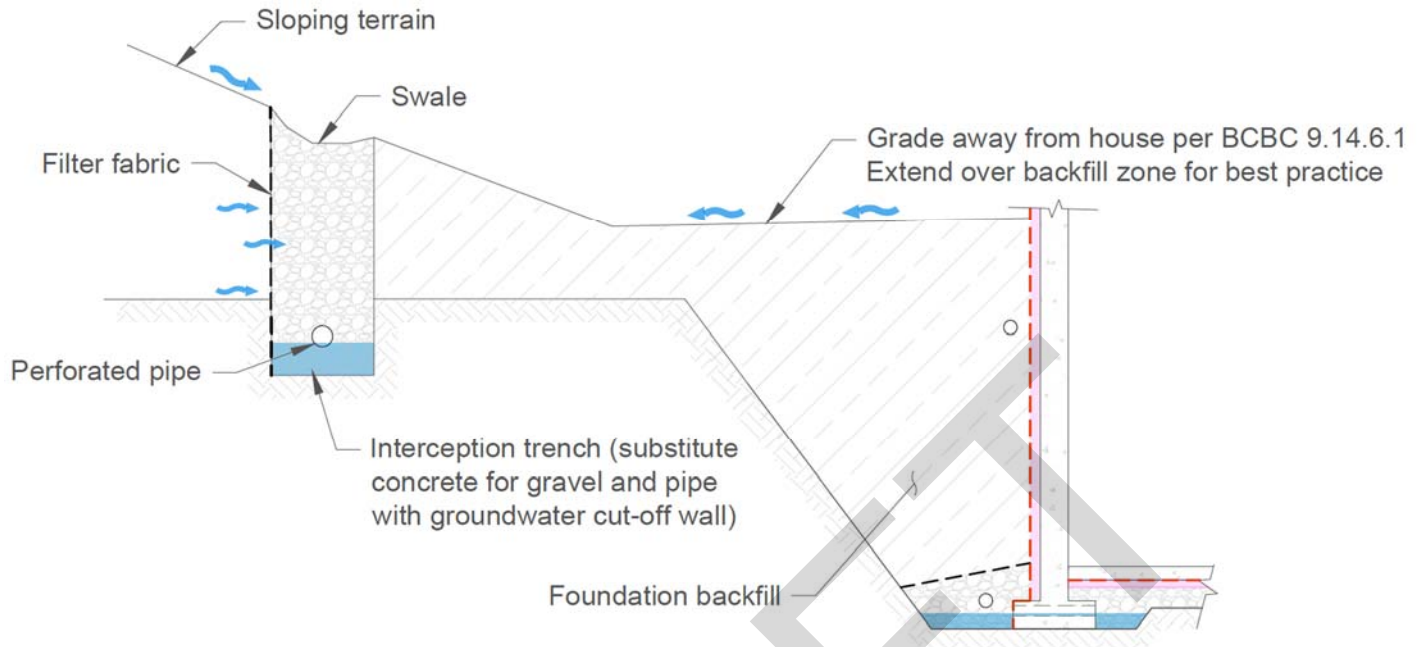 Sloping terrain
Swale
Grade away from house per BCBC 9.14.6.1
Extend over backfill zone for best practice
Filter fabric
Perforated pipe
Interception trench (substitute
concrete for gravel and pipe
with groundwater cut-off wall)
Foundation backfill